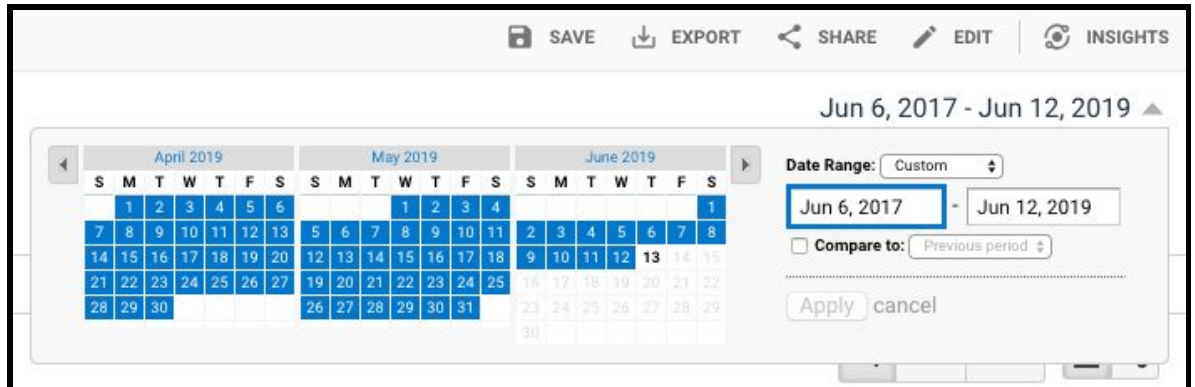 SAVE EXPORT SHARE EDIT INSIGHTS
Jun 6, 2017 - Jun 12, 2019
April 2019 May 2019 June 2019
S M T W T F S S M T W T F S S M T W T F S
1 2 3 4 5 6 1 2 3 4 1
7 8 9 10 11 12 13 5 6 7 8 9 10 11 2 3 4 5 6 7 8
14 15 16 17 18 19 20 12 13 14 15 16 17 18 9 10 11 12 13 14 15
21 22 23 24 25 26 27 19 20 21 22 23 24 25 16 17 18 19 20 21 22
28 29 30 26 27 28 29 30 31 23 24 25 26 27 28 29
30
Date Range: Custom
Jun 6, 2017 - Jun 12, 2019
Compare to: Previous period
Apply cancel